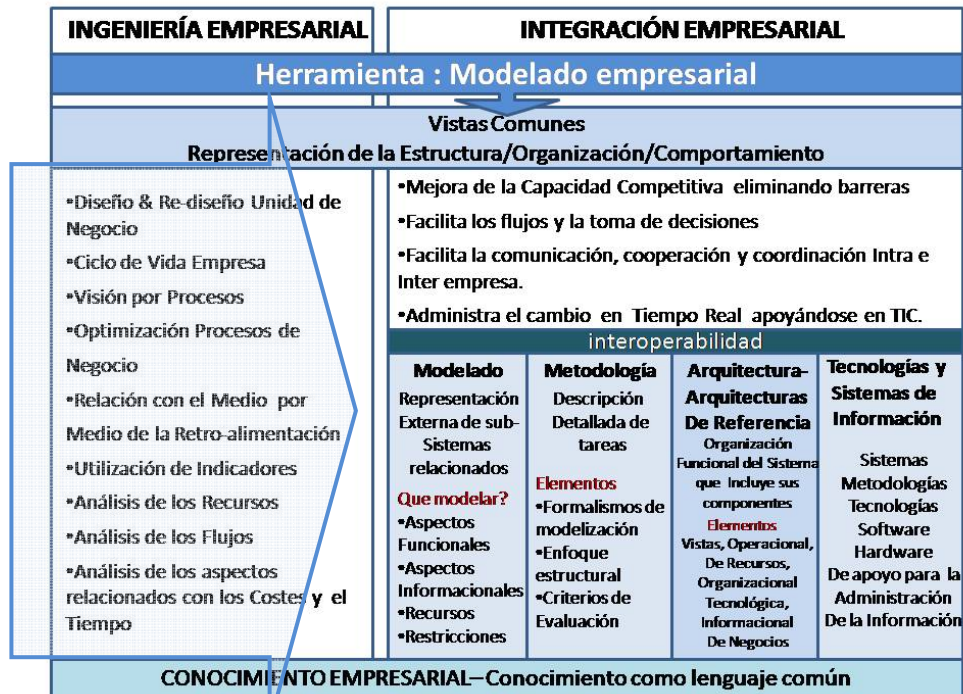 INGENIERÍA EMPRESARIAL
INTEGRACIÓN EMPRESARIAL
Herramienta : Modelado empresarial
Vistas Comunes
Representación de la Estructura/Organización/Comportamiento
•Diseño & Re-diseño Unidad de
Negocio
•Ciclo de Vida Empresa
•Visión por Procesos
•Optimización Procesos de
Negocio
•Relación con el Medio por
Medio de la Retro-alimentación
•Utilización de Indicadores
•Análisis de los Recursos
•Análisis de los Flujos
•Análisis de los aspectos
relacionados con los Costes y el
Tiempo
•Mejora de la Capacidad Competitiva eliminando barreras
•Facilita los flujos y la toma de decisiones
•Facilita la comunicación, cooperación y coordinación Intra e
Inter empresa.
•Administra el cambio en Tiempo Real apoyándose en TIC.
interoperabilidad
Modelado
Representación
Externa de sub-
Sistemas
relacionados
Que modelar?
•Aspectos
Funcionales
•Aspectos
Informacionales
•Recursos
•Restricciones
Metodología
Descripción
Detallada de
tareas
Elementos
•Formalismos de
modelización
•Enfoque
estructural
•Criterios de
Evaluación
Arquitectura-
Arquitecturas
De Referencia
Organización
Funcional del Sistema
que Incluye sus
componentes
Elementos
Vistas, Operacional,
De Recursos,
Organizacional
Tecnológica,
Informacional
De Negocios
Tecnologías y
Sistemas de
Información
Sistemas
Metodologías
Tecnologías
Software
Hardware
De apoyo para la
Administración
De la Información
CONOCIMIENTO EMPRESARIAL–Conocimiento como lenguaje común